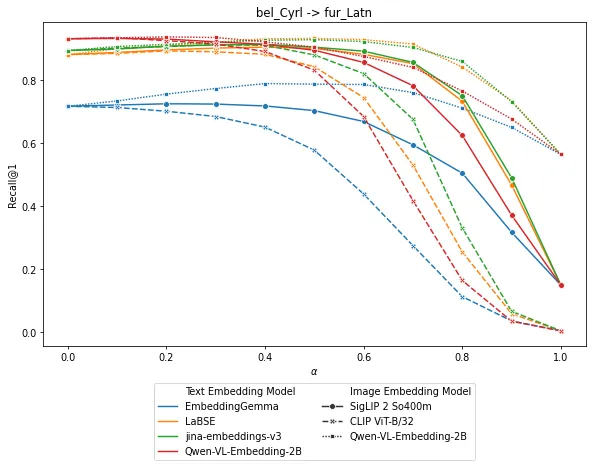 bel_Cyrl -> fur_Latn
Recall@1
0.8
0.6
0.4
0.2
0.0
0.0 0.2 0.4 0.6 0.8 1.0
α
Text Embedding Model Image Embedding Model
EmbeddingGemma SigLIP 2 So400m
LaBSE CLIP ViT-B/32
jina-embeddings-v3 Qwen-VL-Embedding-2B
Qwen-VL-Embedding-2B